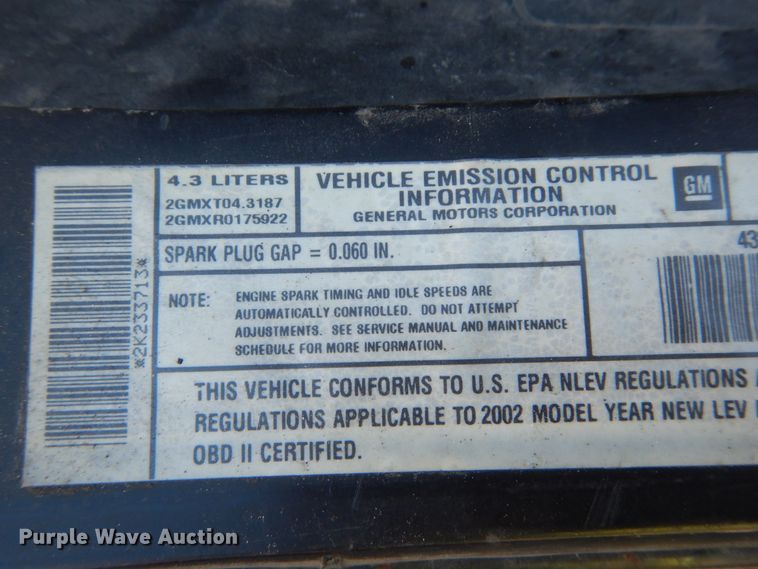 4.3 LITERS
2GMXT04.3187
2GMXR0175922
VEHICLE EMISSION CONTROL
INFORMATION
GENERAL MOTORS CORPORATION
GM
SPARK PLUG GAP = 0.060 IN.
43
NOTE: ENGINE SPARK TIMING AND IDLE SPEEDS ARE
AUTOMATICALLY CONTROLLED. DO NOT ATTEMPT
ADJUSTMENTS. SEE SERVICE MANUAL AND MAINTENANCE
SCHEDULE FOR MORE INFORMATION.
*2K233713*
THIS VEHICLE CONFORMS TO U.S. EPA NLEV REGULATIONS
REGULATIONS APPLICABLE TO 2002 MODEL YEAR NEW LEV
OBD II CERTIFIED.
Purple Wave Auction